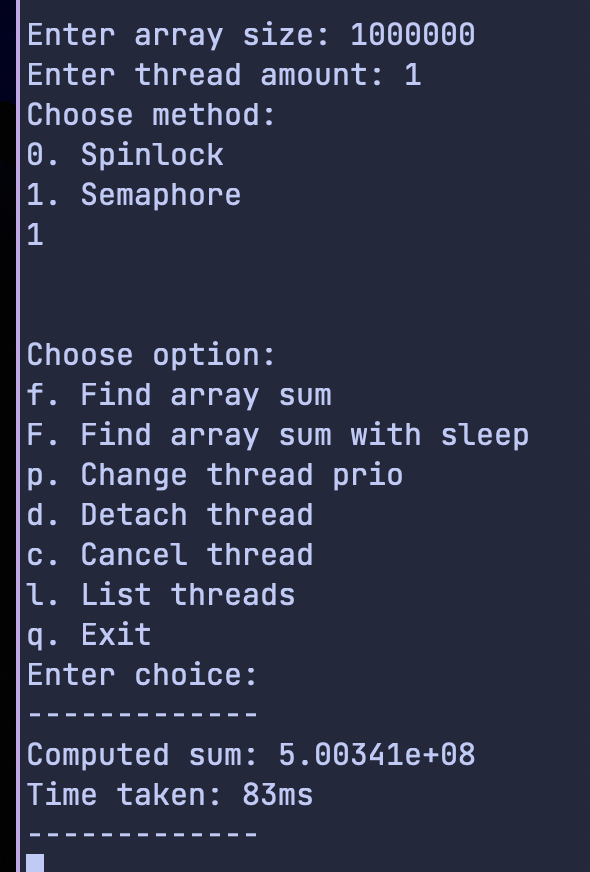 Enter array size: 1000000
Enter thread amount: 1
Choose method:
0. Spinlock
1. Semaphore
1
Choose option:
f. Find array sum
F. Find array sum with sleep
p. Change thread prio
d. Detach thread
c. Cancel thread
l. List threads
q. Exit
Enter choice:
-------------
Computed sum: 5.00341e+08
Time taken: 83ms
-------------